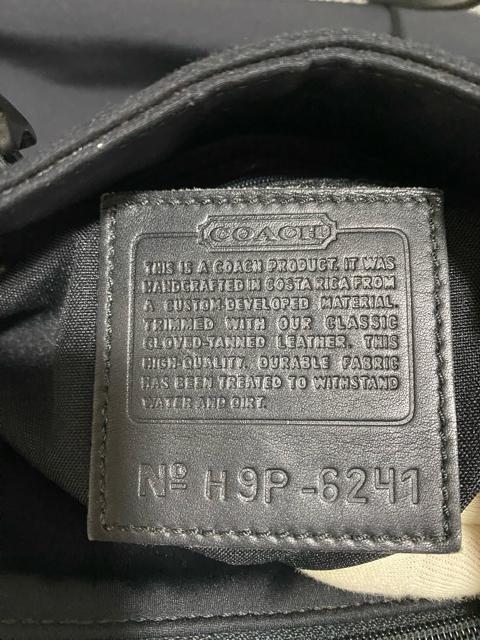 COACH
THIS IS A COACH PRODUCT. IT WAS
HANDCRAFTED IN COSTA RICA FROM
A CUSTOM-DEVELOPED MATERIAL.
TRIMMED WITH OUR CLASSIC
GLOVED-TANNED LEATHER. THIS
HIGH-QUALITY, DURABLE FABRIC
HAS BEEN TREATED TO WITHSTAND
WATER AND DIRT.
Nº H9P-6241